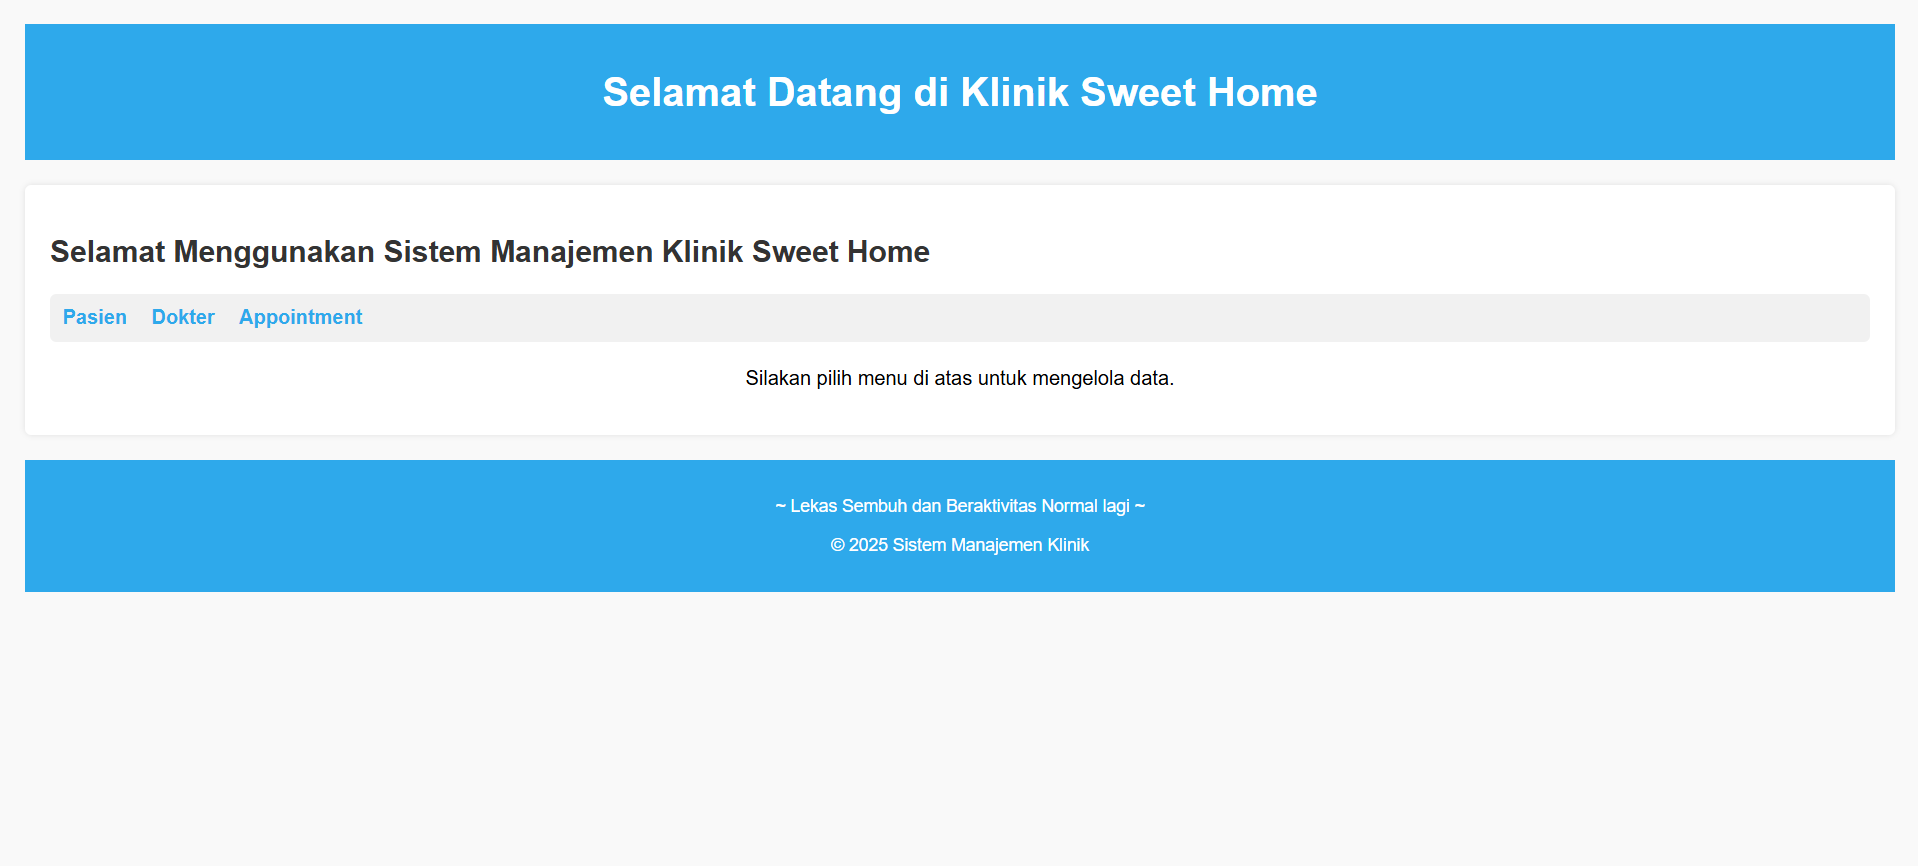 Selamat Datang di Klinik Sweet Home
Selamat Menggunakan Sistem Manajemen Klinik Sweet Home
Pasien Dokter Appointment
Silakan pilih menu di atas untuk mengelola data.
~ Lekas Sembuh dan Beraktivitas Normal lagi ~
© 2025 Sistem Manajemen Klinik